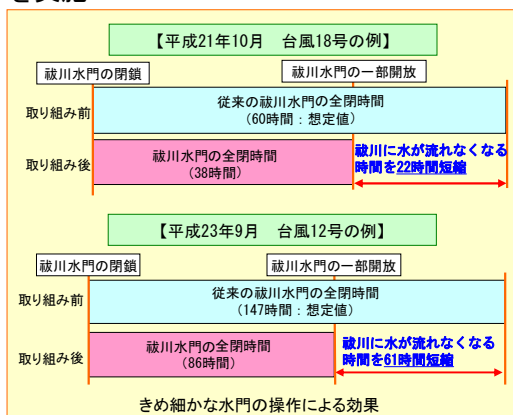 【平成21年10月 台風18号の例】
祓川水門の閉鎖
祓川水門の一部開放
取り組み前
従来の祓川水門の全閉時間
（60時間：想定値）
取り組み後
祓川水門の全閉時間
（38時間）
祓川に水が流れなくなる
時間を22時間短縮
【平成23年9月 台風12号の例】
祓川水門の閉鎖
祓川水門の一部開放
取り組み前
従来の祓川水門の全閉時間
（147時間：想定値）
取り組み後
祓川水門の全閉時間
（86時間）
祓川に水が流れなくなる
時間を61時間短縮
きめ細かな水門の操作による効果